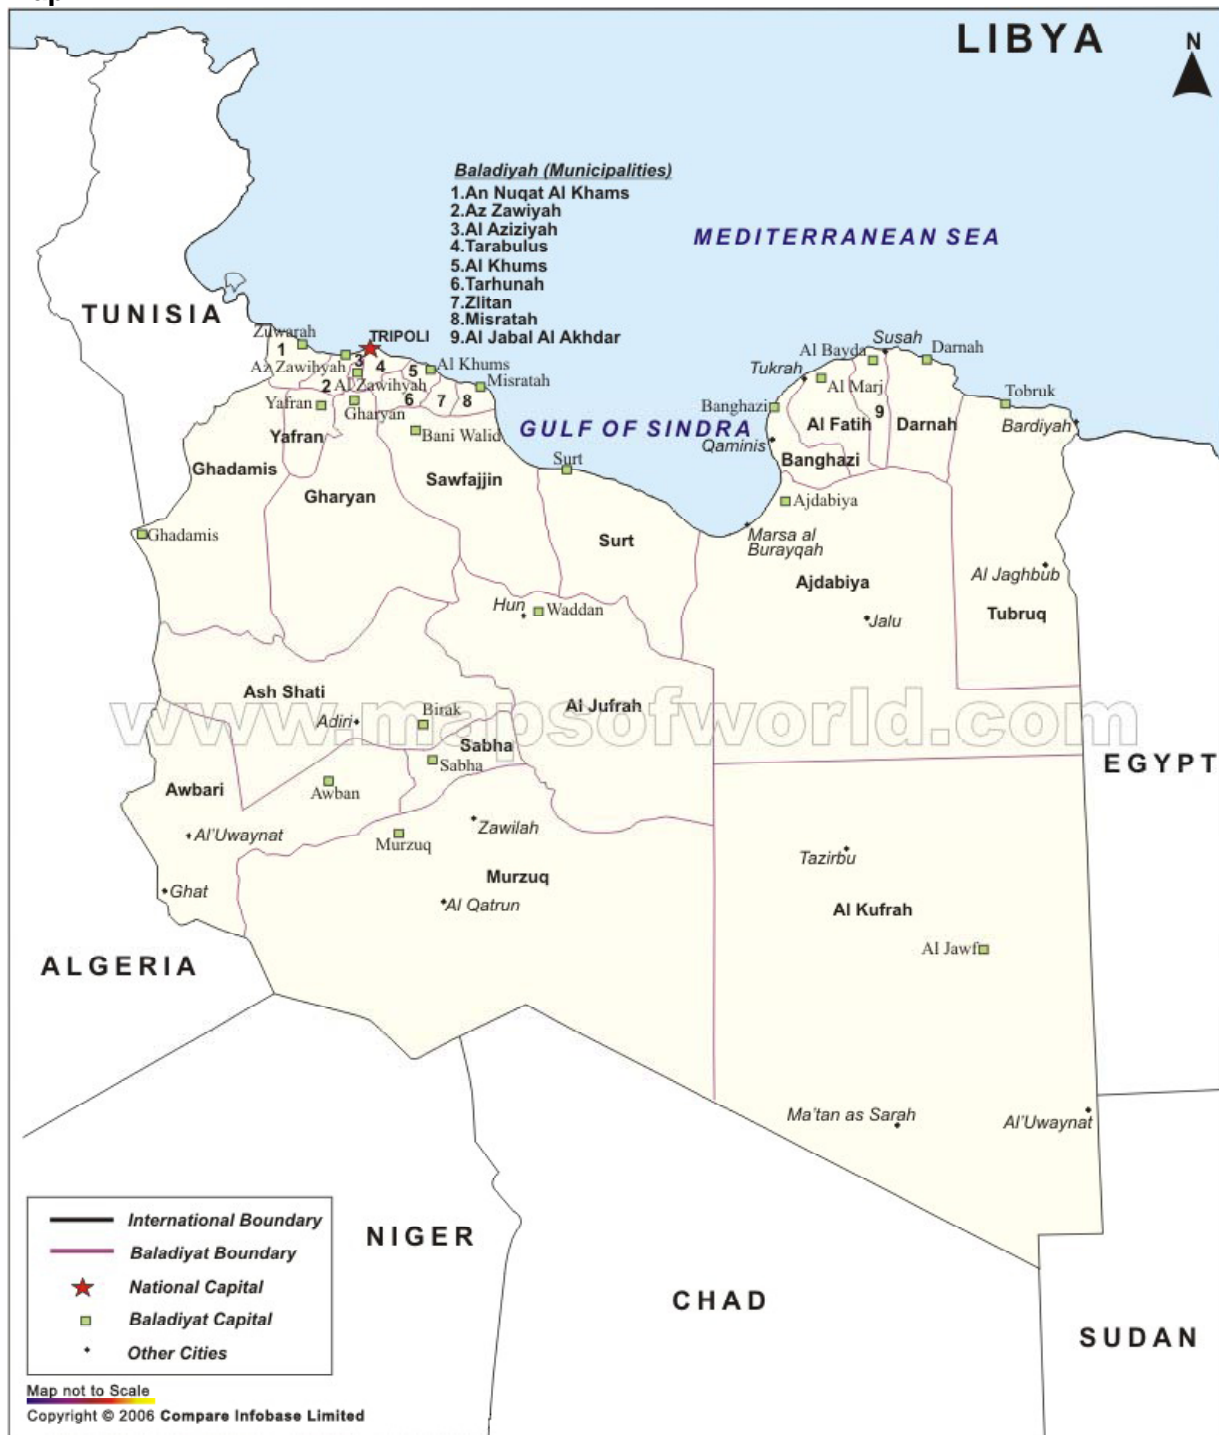 LIBYA
N
Baladiyah (Municipalities)
1.An Nuqat Al Khams
2.Az Zawiyah
3.Al Aziziyah
4.Tarabulus
5.Al Khums
6.Tarhunah
7.Zlitan
8.Misratah
9.Al Jabal Al Akhdar
MEDITERRANEAN SEA
TUNISIA
Zuwarah
TRIPOLI
1
Az Zawihyah
3
4
5
Al Khums
2
Al Zawihyah
6
7
8
Misratah
Yafran
Gharyan
Yafran
Bani Walid
GULF OF SINDRA
Susah
Al Bayda
Darnah
Tukrah
Al Marj
Banghazi
9
Al Fatih
Darnah
Tobruk
Bardiyah
Qaminis
Banghazi
Ghadamis
Gharyan
Sawfajjin
Surt
Ajdabiya
Ghadamis
Surt
Marsa al
Burayqah
Ajdabiya
Al Jaghbub
Tubruq
Hun
Waddan
Jalu
Ash Shati
Adiri
Birak
Al Jufrah
www.mapsofworld.com
Sabha
Sabha
EGYPT
Awbari
Awban
Al'Uwaynat
Murzuq
Zawilah
Tazirbu
Ghat
Murzuq
Al Qatrun
Al Kufrah
Al Jawf
ALGERIA
Ma'tan as Sarah
Al'Uwaynat
NIGER
CHAD
SUDAN
International Boundary
Baladiyat Boundary
National Capital
Baladiyat Capital
Other Cities
Map not to Scale
Copyright © 2006 Compare Infobase Limited